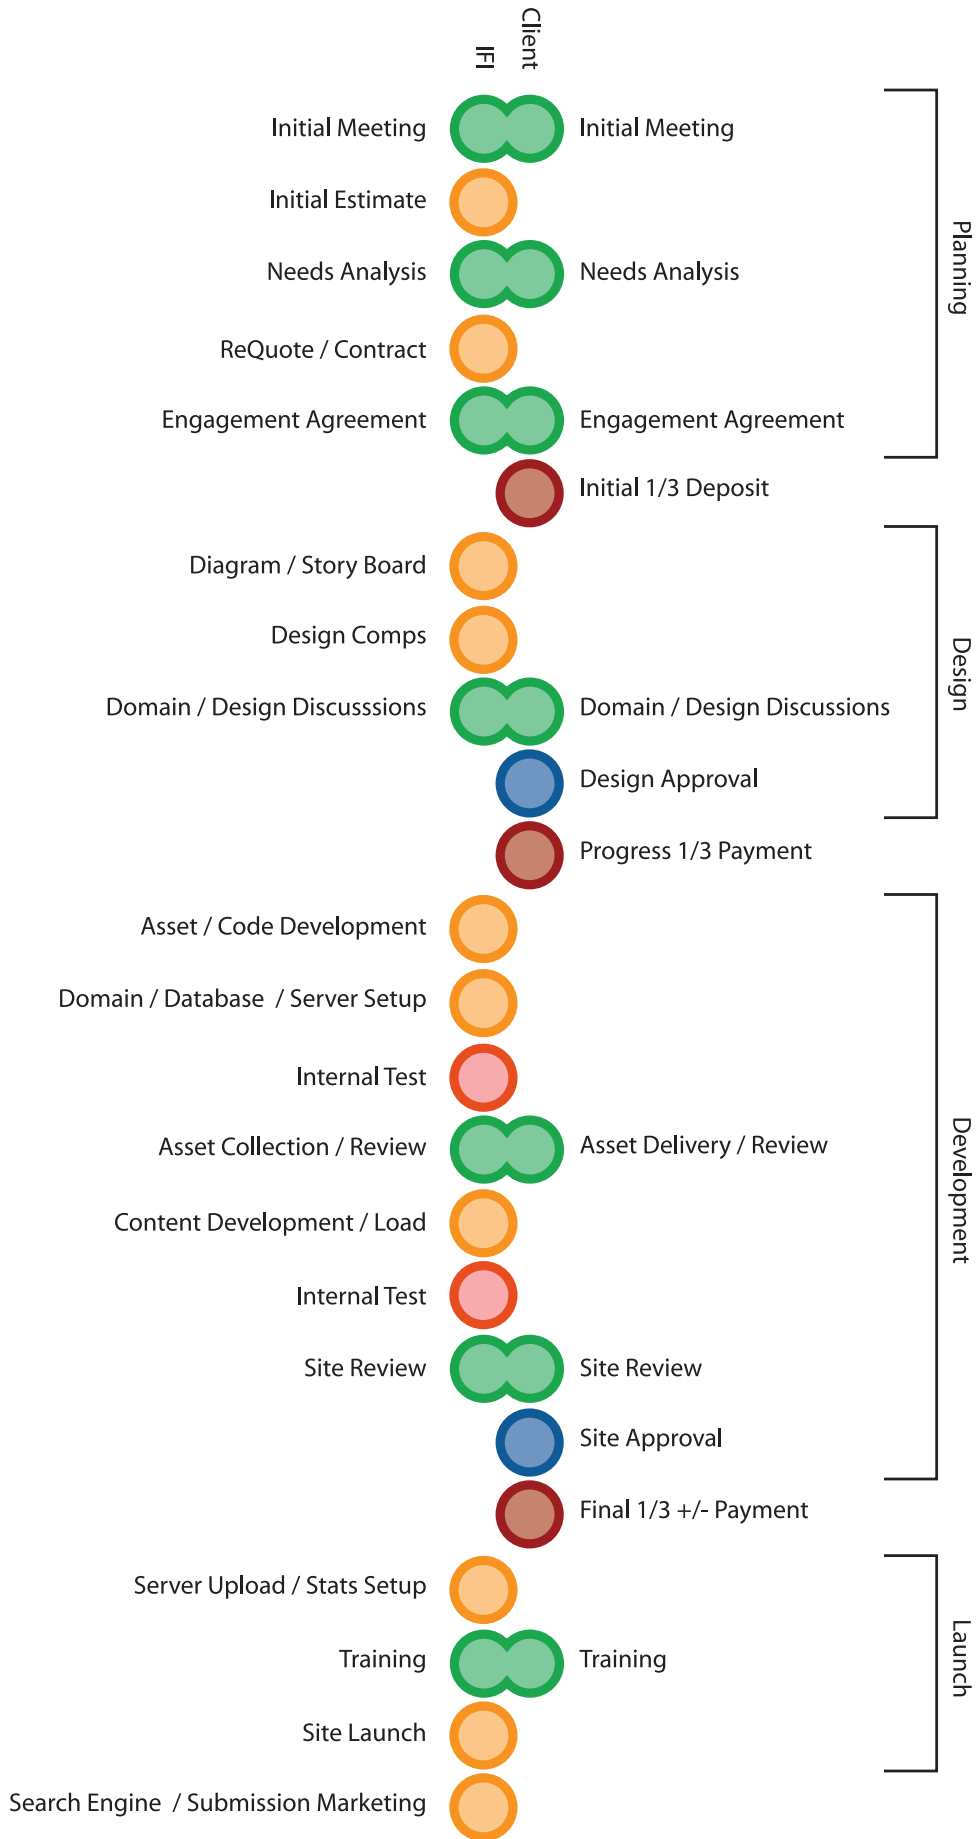 IFI
Client
Initial Meeting
Initial Meeting
Initial Estimate
Needs Analysis
Needs Analysis
ReQuote / Contract
Engagement Agreement
Engagement Agreement
Planning
Initial 1/3 Deposit
Diagram / Story Board
Design Comps
Domain / Design Discusssions
Domain / Design Discussions
Design Approval
Design
Progress 1/3 Payment
Asset / Code Development
Domain / Database / Server Setup
Internal Test
Asset Collection / Review
Asset Delivery / Review
Content Development / Load
Internal Test
Site Review
Site Review
Site Approval
Development
Final 1/3 +/- Payment
Server Upload / Stats Setup
Training
Training
Site Launch
Launch
Search Engine / Submission Marketing